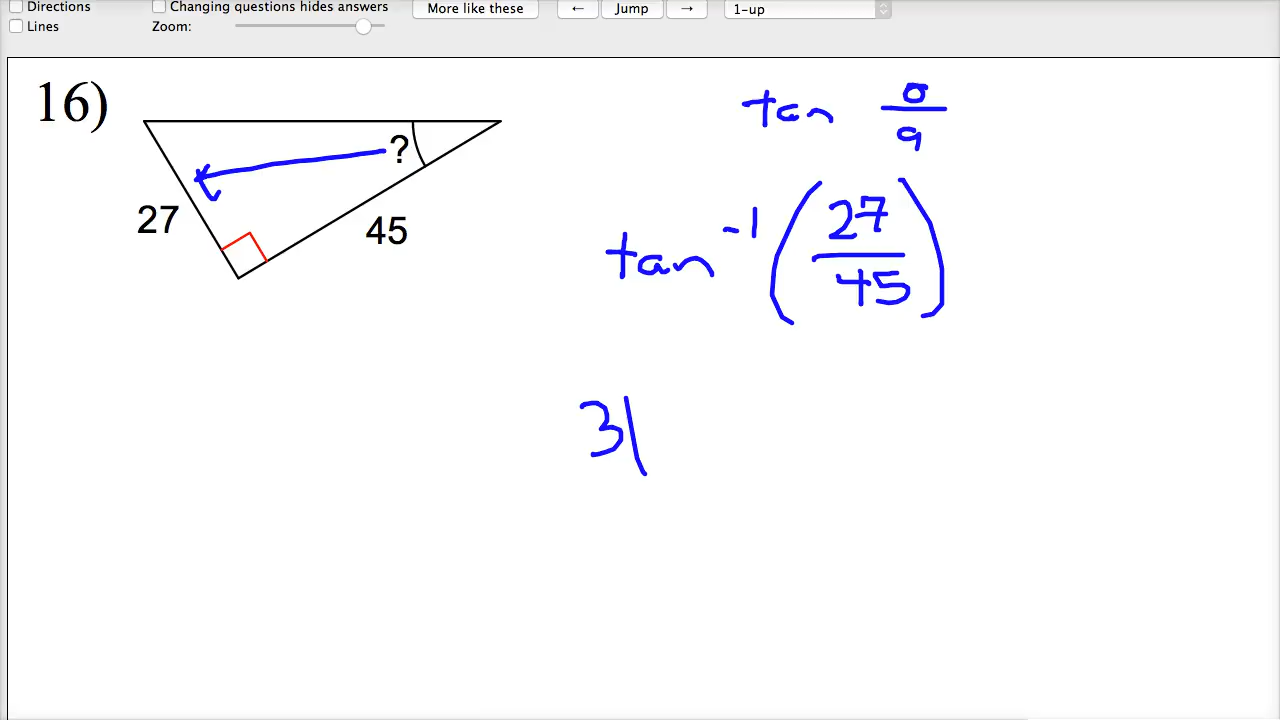 Directions
Changing questions hides answers
More like these
←
Jump
→
1-up
Lines
Zoom:
16)
?
27
45
tan o/a
tan⁻¹(27/45)
31